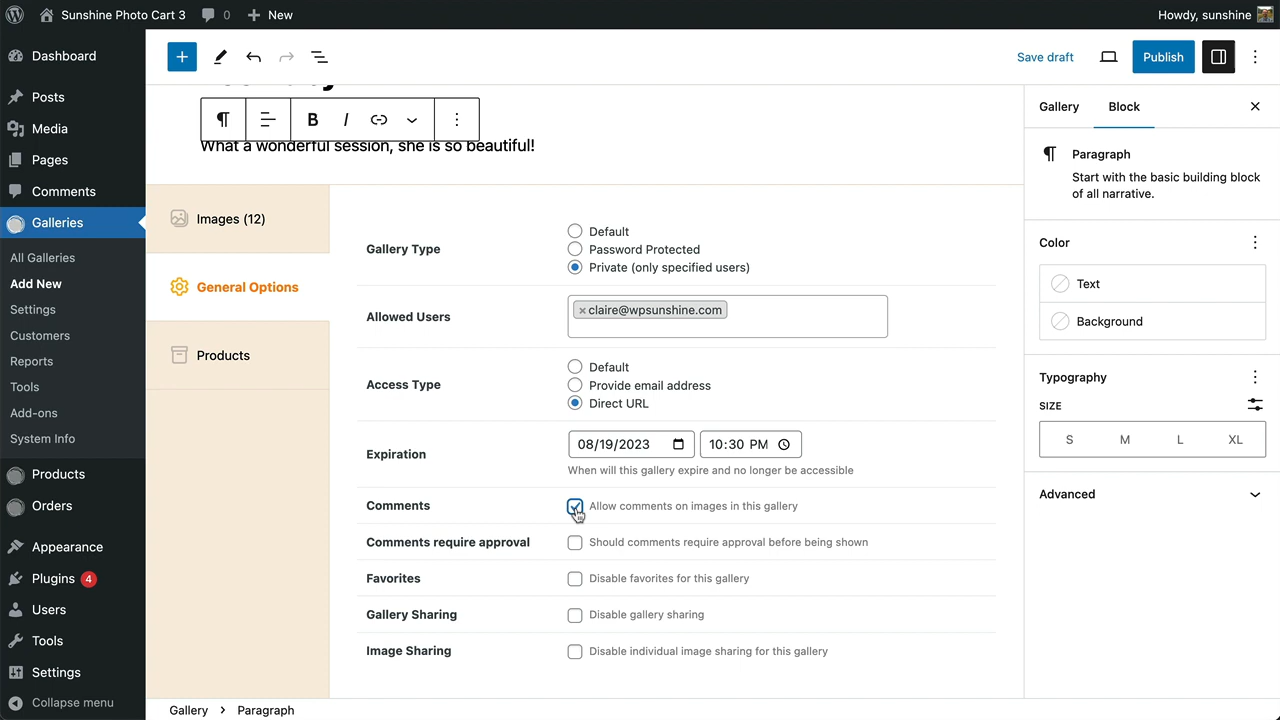 Sunshine Photo Cart 3
0
New
Howdy, sunshine
Dashboard
Posts
Media
Pages
Comments
Galleries
All Galleries
Add New
Settings
Customers
Reports
Tools
Add-ons
System Info
Products
Orders
Appearance
Plugins 4
Users
Tools
Settings
Collapse menu
Save draft
Publish
B I
What a wonderful session, she is so beautiful!
Images (12)
General Options
Products
Gallery Type
Default
Password Protected
Private (only specified users)
Allowed Users
× claire@wpsunshine.com
Access Type
Default
Provide email address
Direct URL
Expiration
08/19/2023
10:30 PM
When will this gallery expire and no longer be accessible
Comments
Allow comments on images in this gallery
Comments require approval
Should comments require approval before being shown
Favorites
Disable favorites for this gallery
Gallery Sharing
Disable gallery sharing
Image Sharing
Disable individual image sharing for this gallery
Gallery
Block
Paragraph
Start with the basic building block
of all narrative.
Color
Text
Background
Typography
SIZE
S M L XL
Advanced
Gallery > Paragraph